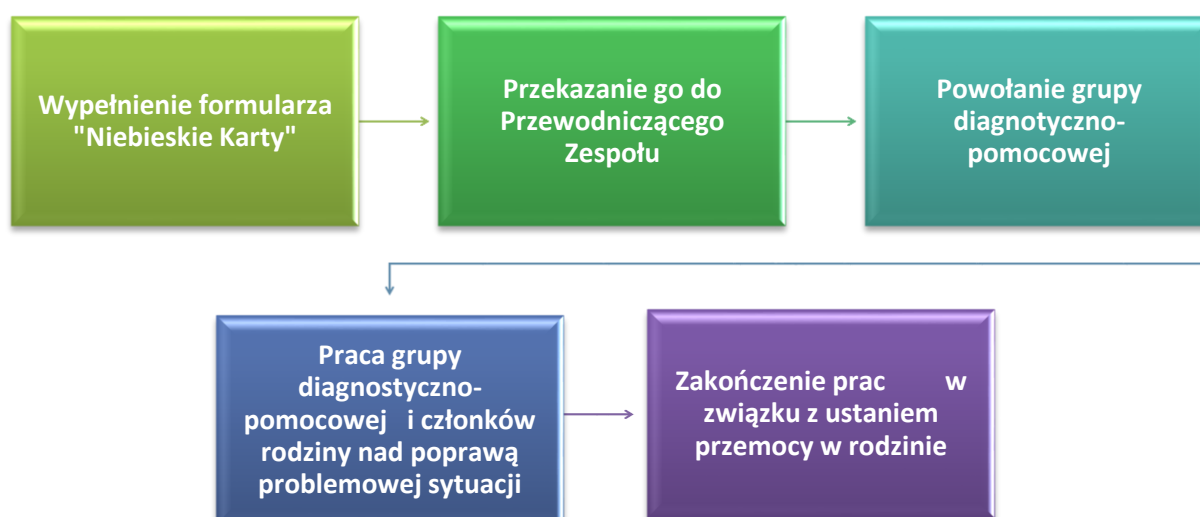 Wypełnienie formularza
"Niebieskie Karty"
Przekazanie go do
Przewodniczącego
Zespołu
Powołanie grupy
diagnotyczno-
pomocowej
Praca grupy
diagnostyczno-
pomocowej i członków
rodziny nad poprawą
problemowej sytuacji
Zakończenie prac w
związku z ustaniem
przemocy w rodzinie